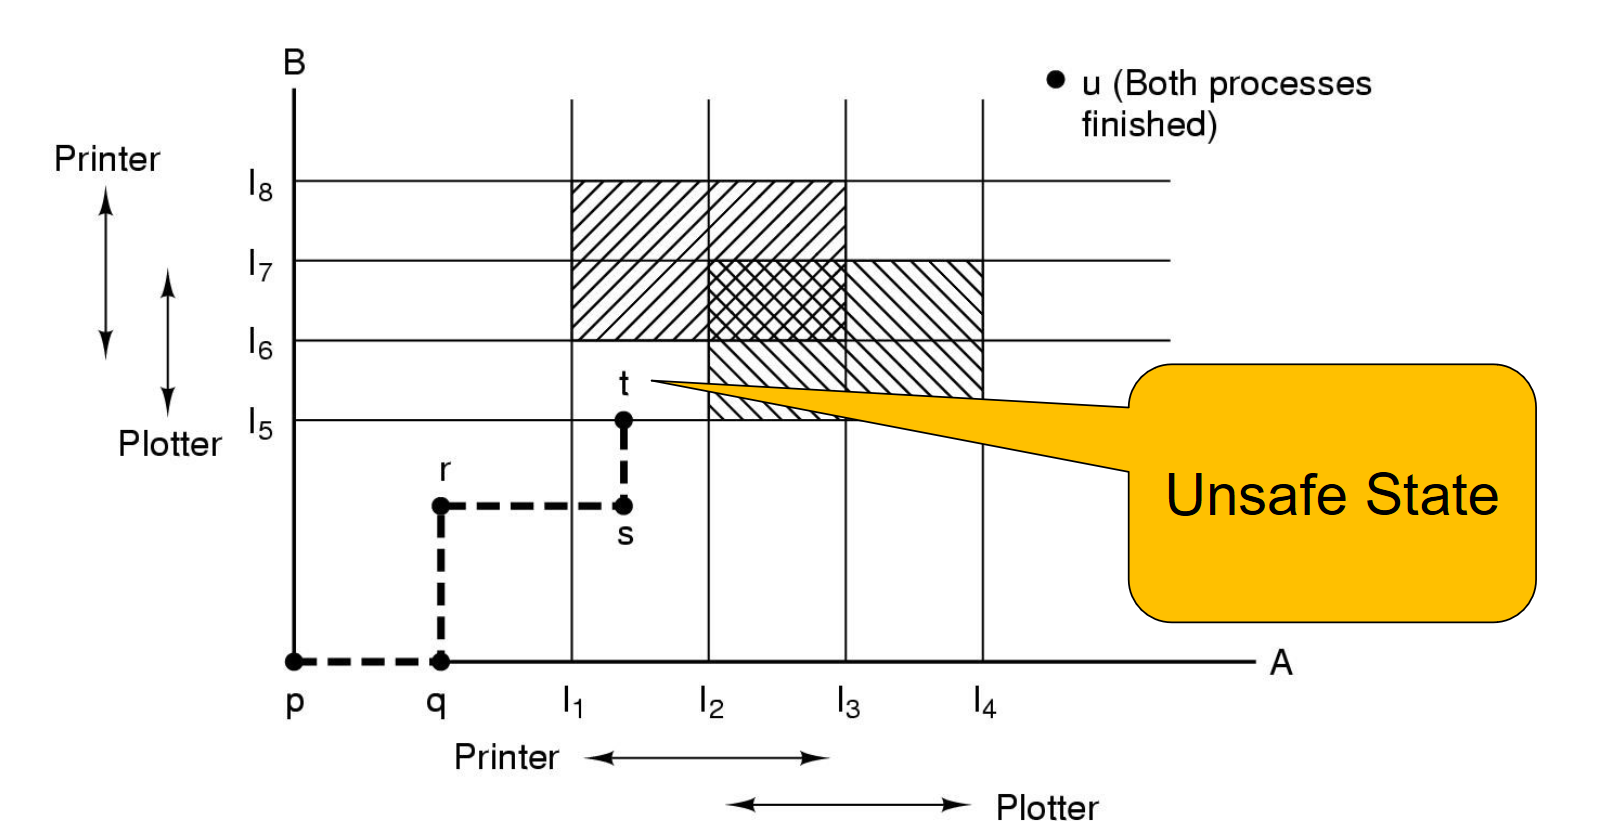 B
u (Both processes
finished)
Printer
I8
I7
I6
t
I5
Plotter
r
Unsafe State
s
A
p
q
I1
I2
I3
I4
Printer
Plotter